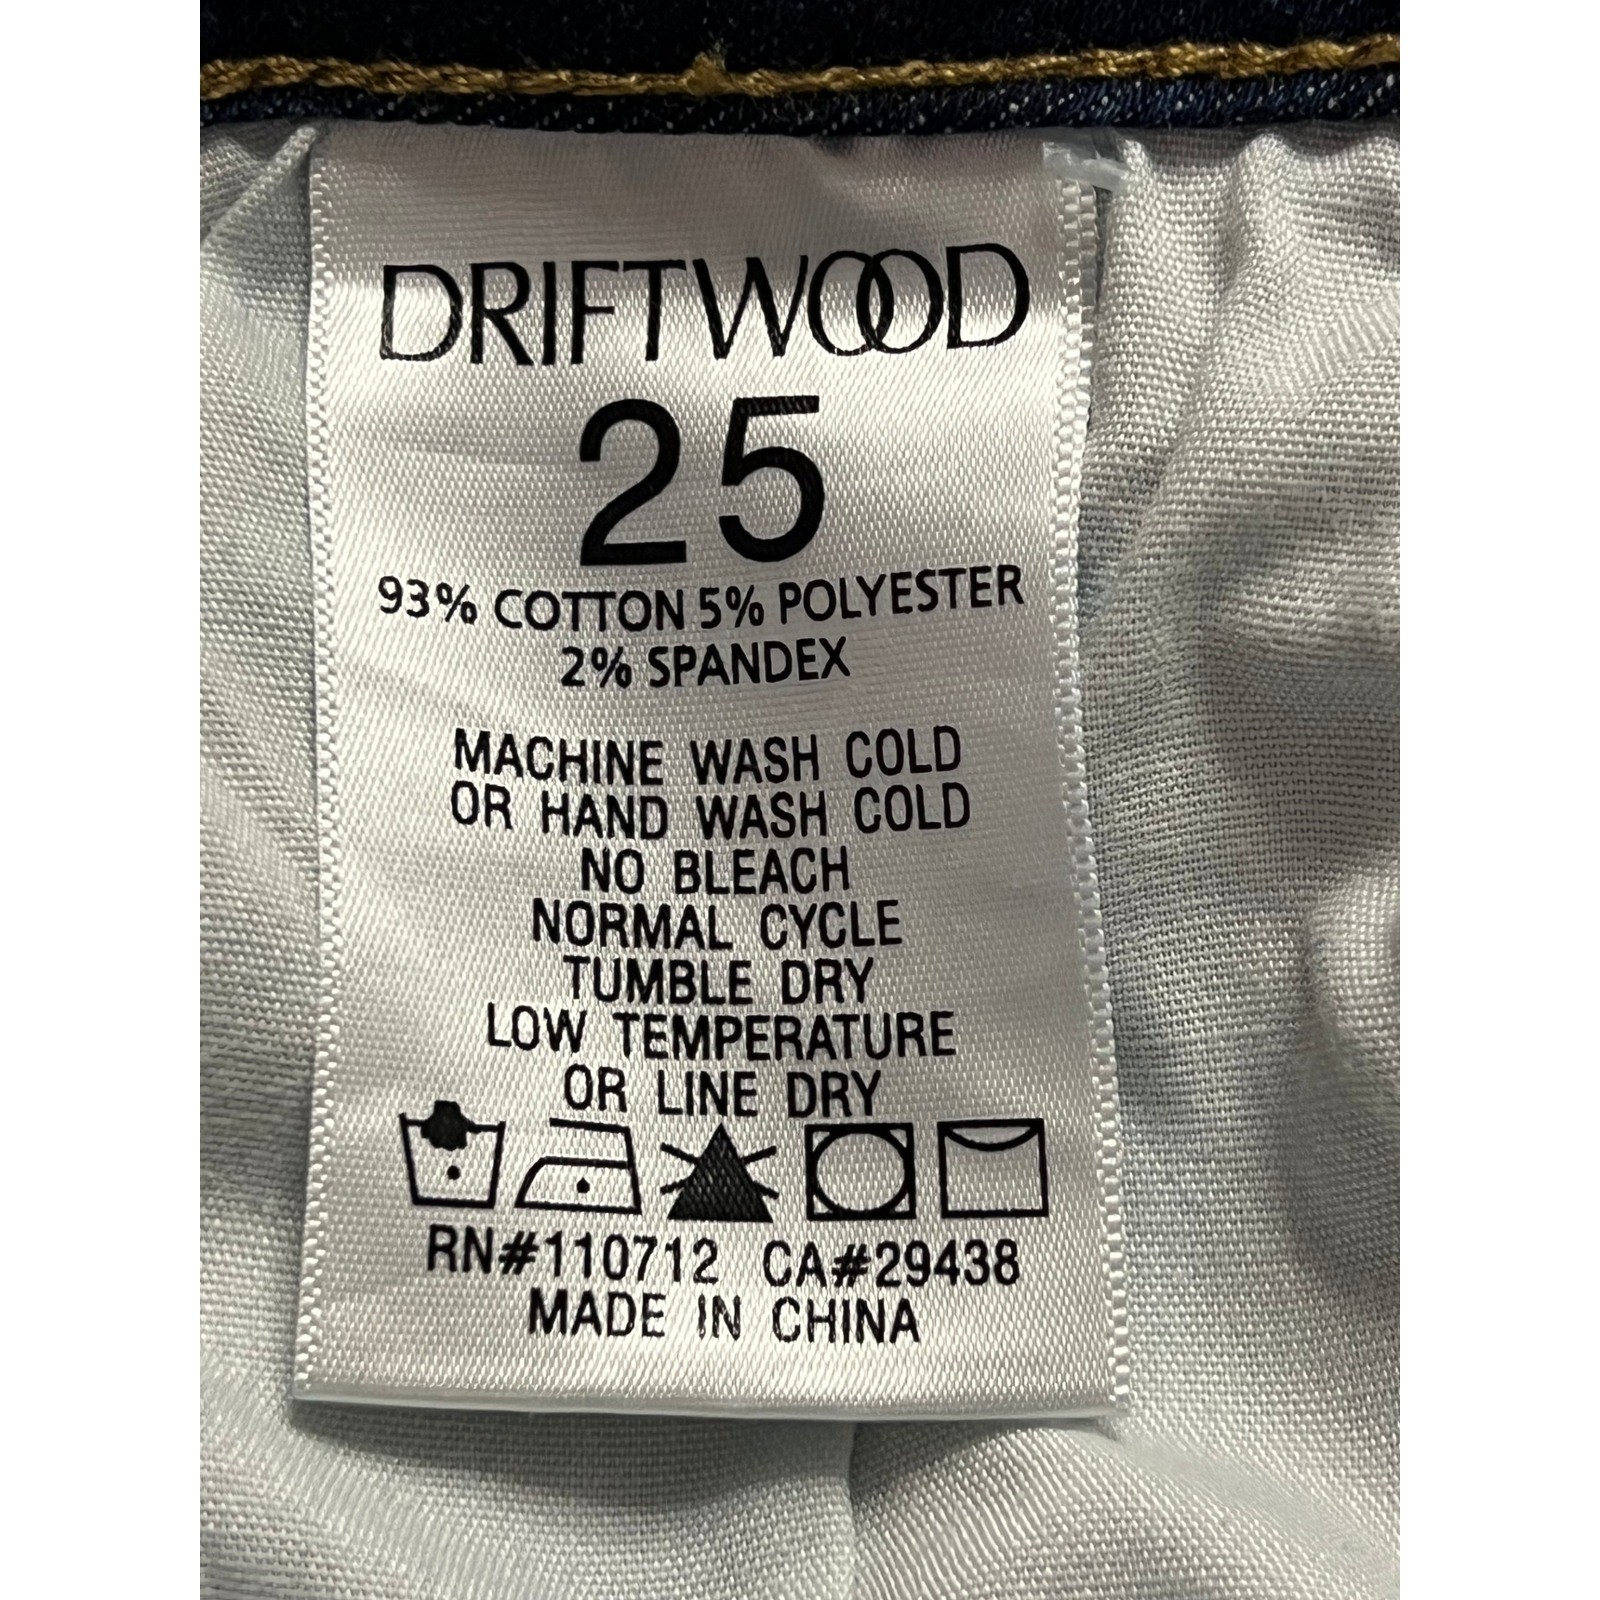 DRIFTWOOD
25
93% COTTON 5% POLYESTER
2% SPANDEX
MACHINE WASH COLD
OR HAND WASH COLD
NO BLEACH
NORMAL CYCLE
TUMBLE DRY
LOW TEMPERATURE
OR LINE DRY
RN#110712 CA#29438
MADE IN CHINA